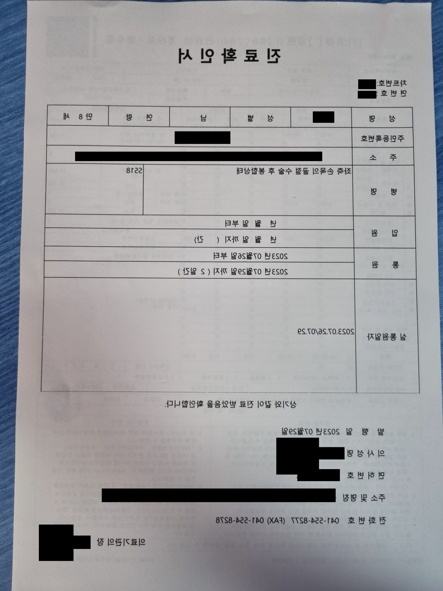 진료확인서
차트번호:
연 번 호 :
성 명 성 별 남 연 령 만 8 세
주민등록번호
주 소
병 명 좌측 손목의 골절 수술 후 봉합상태 S518
입 원 년 월 일 부터
년 월 일 까지 ( 간)
통 원 2023년 07월26일 부터
2023년 07월29일 까지 ( 2 일간 )
실통원일자 2023.07.26/07.29
상기와 같이 진료 받았음을 확인합니다.
발 행 일 2023년 07월29일
의 사 성 명
면 허 번 호
주소 및 명칭
전 화 번 호 041-554-8277 (FAX) 041-554-8278
의료기관의 장